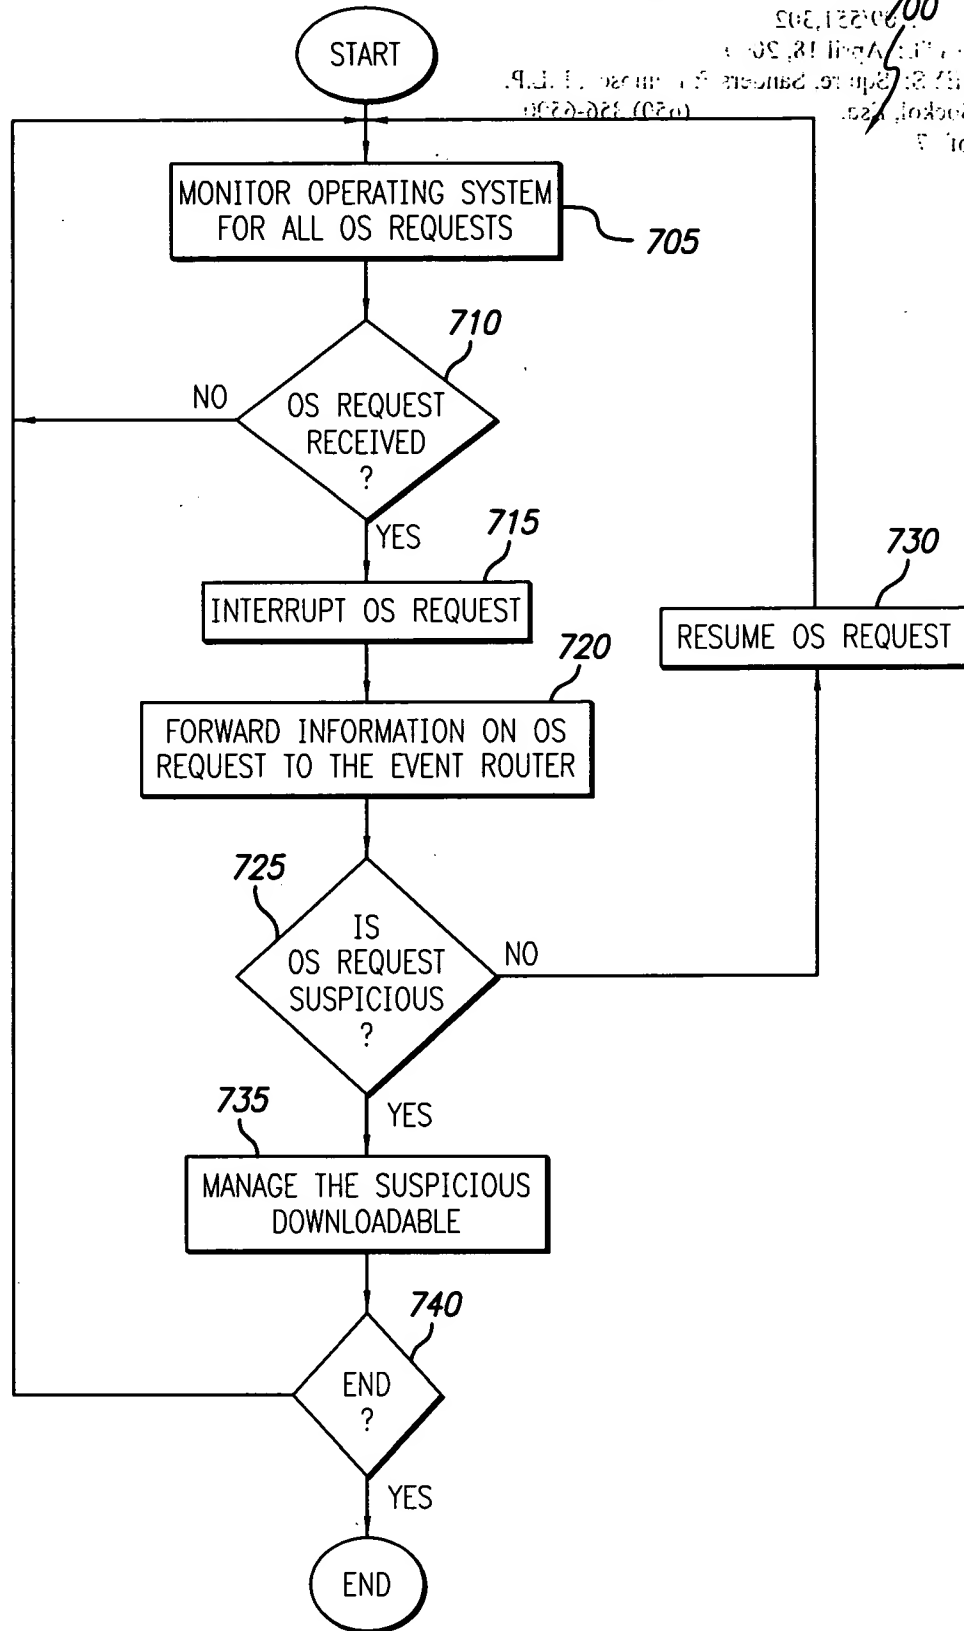 700
START
MONITOR OPERATING SYSTEM
FOR ALL OS REQUESTS
705
710
NO
OS REQUEST
RECEIVED
?
YES
715
INTERRUPT OS REQUEST
730
RESUME OS REQUEST
720
FORWARD INFORMATION ON OS
REQUEST TO THE EVENT ROUTER
725
IS
OS REQUEST
SUSPICIOUS
?
NO
YES
735
MANAGE THE SUSPICIOUS
DOWNLOADABLE
740
END
?
YES
END